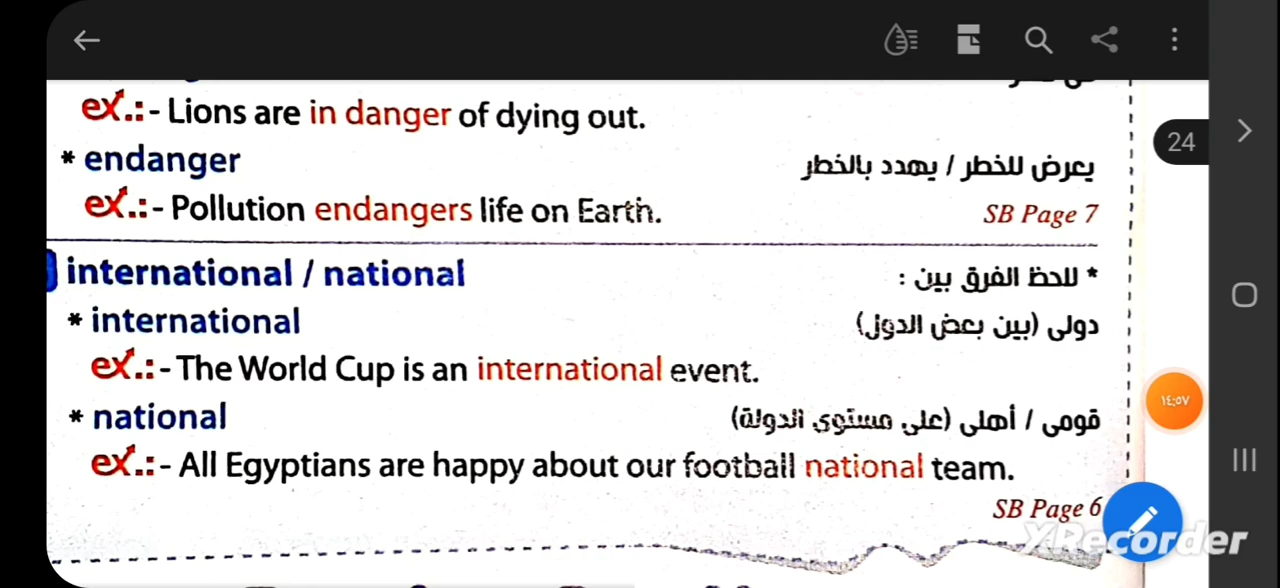 ex.:- Lions are in danger of dying out.
* endanger يعرض للخطر / يهدد بالخطر
24
ex.:- Pollution endangers life on Earth. SB Page 7
international / national * للحظ الفرق بين :
* international دولى (بين بعض الدول)
ex.:- The World Cup is an international event.
١٤:٥٧
* national قومى / أهلى (على مستوى الدولة)
ex.:- All Egyptians are happy about our football national team.
SB Page 6
XRecorder